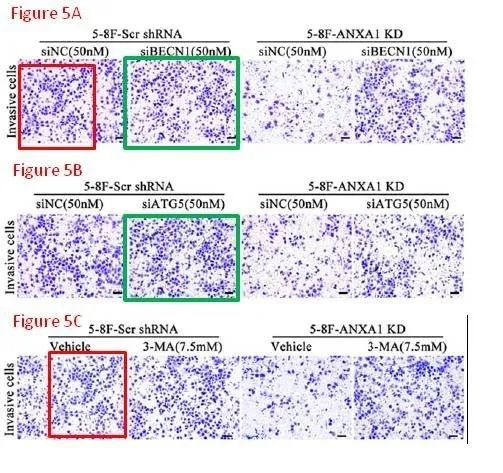 Figure 5A
5-8F-Scr shRNA 5-8F-ANXA1 KD
siNC(50nM) siBECN1(50nM) siNC(50nM) siBECN1(50nM)
Invasive cells
Figure 5B
5-8F-Scr shRNA 5-8F-ANXA1 KD
siNC(50nM) siATG5(50nM) siNC(50nM) siATG5(50nM)
Invasive cells
Figure 5C
5-8F-Scr shRNA 5-8F-ANXA1 KD
Vehicle 3-MA(7.5mM) Vehicle 3-MA(7.5mM)
Invasive cells